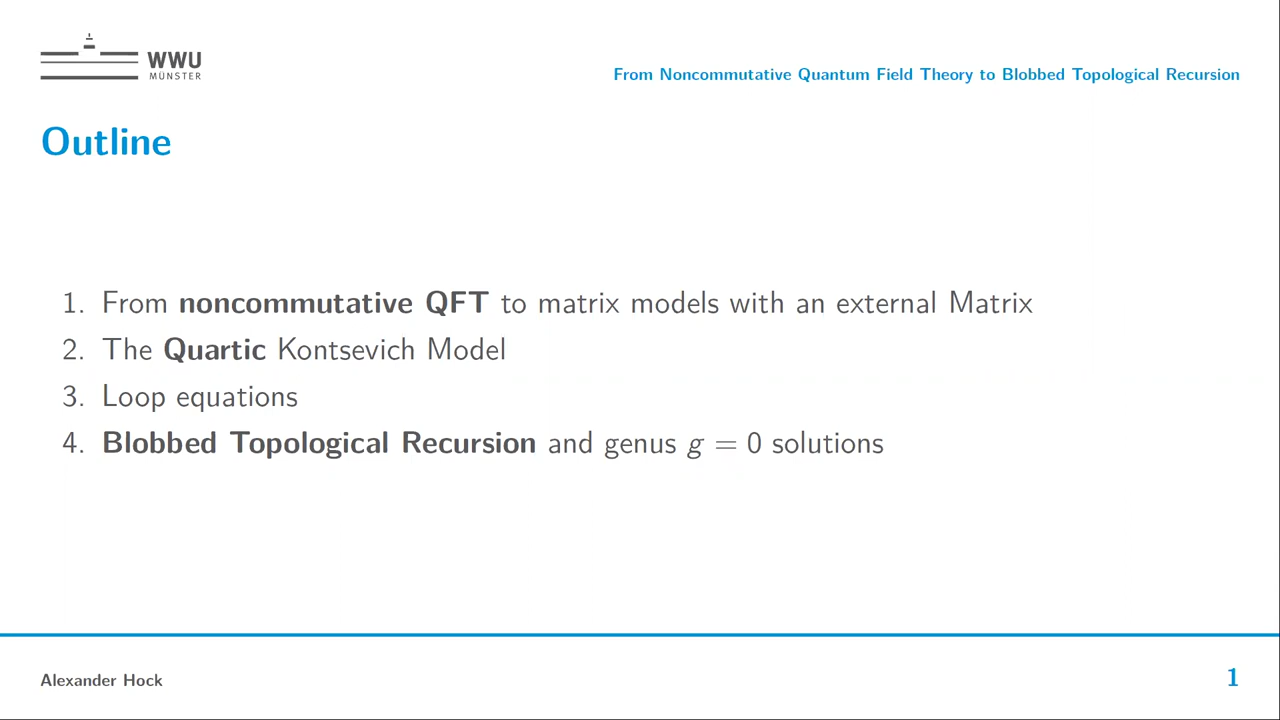 WWU
MÜNSTER
From Noncommutative Quantum Field Theory to Blobbed Topological Recursion
Outline
1. From noncommutative QFT to matrix models with an external Matrix
2. The Quartic Kontsevich Model
3. Loop equations
4. Blobbed Topological Recursion and genus g = 0 solutions
Alexander Hock
1